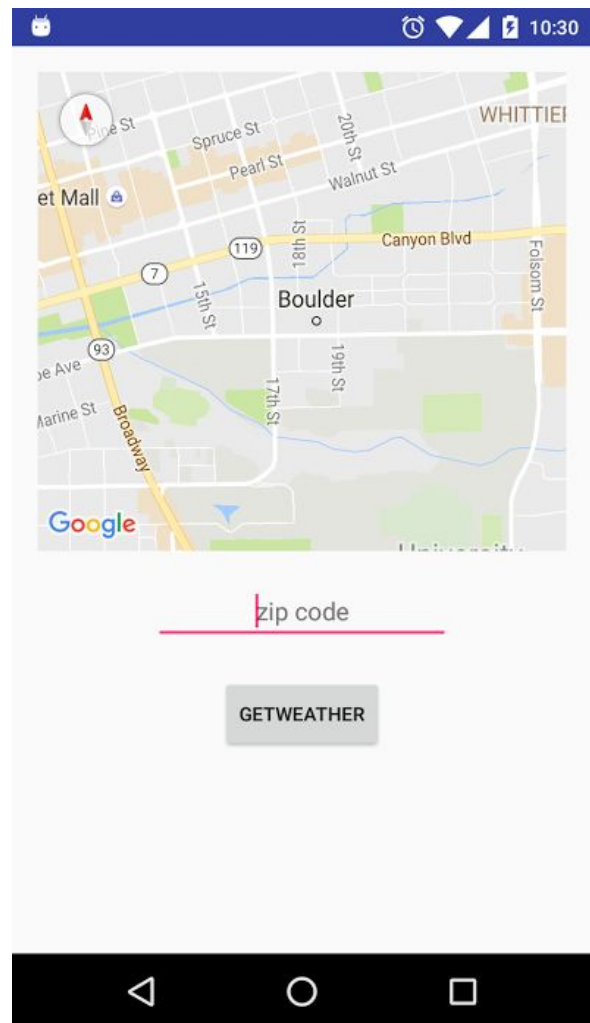 10:30
WHITTIER
20th St
Pine St
Spruce St
Pearl St
Walnut St
et Mall
18th St
119
Canyon Blvd
Folsom St
7
15th St
Boulder
93
19th St
oe Ave
17th St
Marine St
Broadway
Google
University
zip code
GETWEATHER